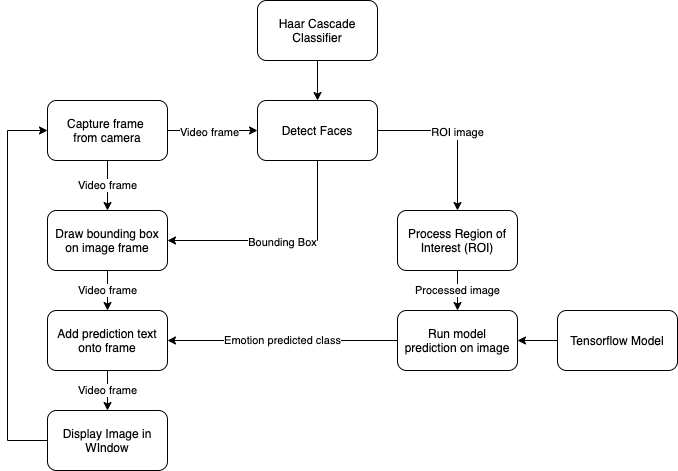 Haar Cascade
Classifier
Capture frame
from camera
Video frame
Detect Faces
ROI image
Video frame
Draw bounding box
on image frame
Bounding Box
Process Region of
Interest (ROI)
Video frame
Processed image
Add prediction text
onto frame
Emotion predicted class
Run model
prediction on image
Tensorflow Model
Video frame
Display Image in
WIndow